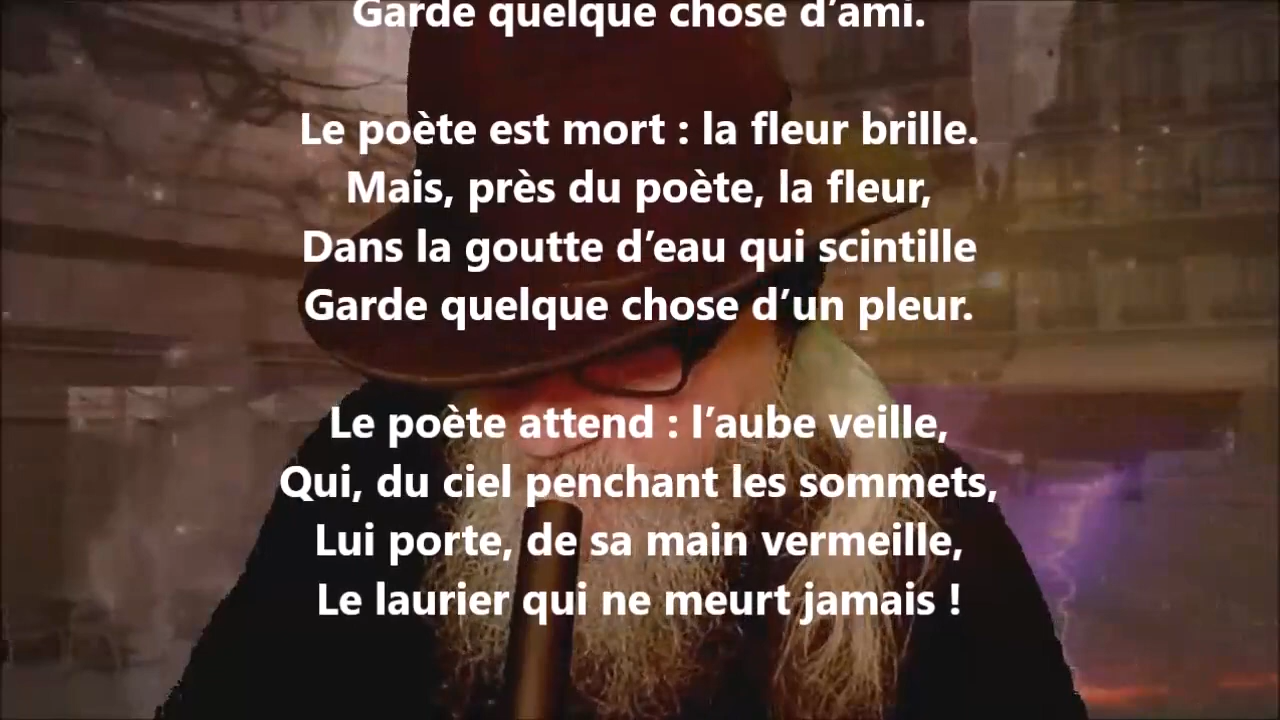 Garde quelque chose d’ami.
Le poète est mort : la fleur brille.
Mais, près du poète, la fleur,
Dans la goutte d’eau qui scintille
Garde quelque chose d’un pleur.
Le poète attend : l’aube veille,
Qui, du ciel penchant les sommets,
Lui porte, de sa main vermeille,
Le laurier qui ne meurt jamais !